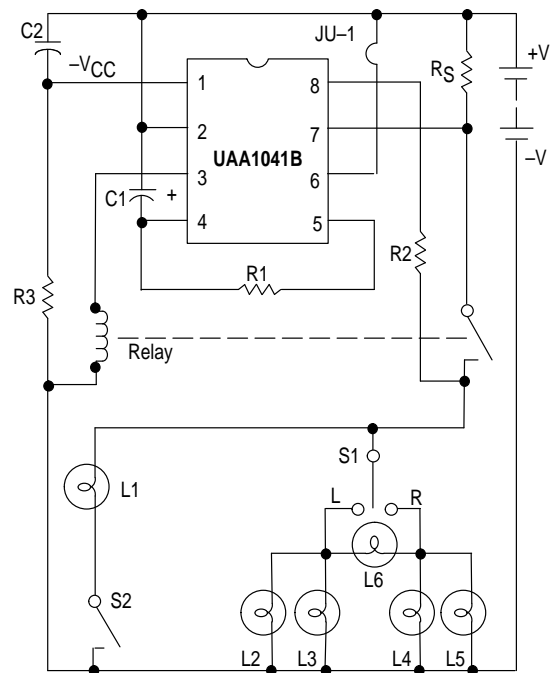 C2
–VCC
JU–1
RS
+V
–V
1
2
3
4
8
7
6
5
UAA1041B
C1
+
R1
R2
R3
Relay
L1
S1
L
R
L6
S2
L2
L3
L4
L5